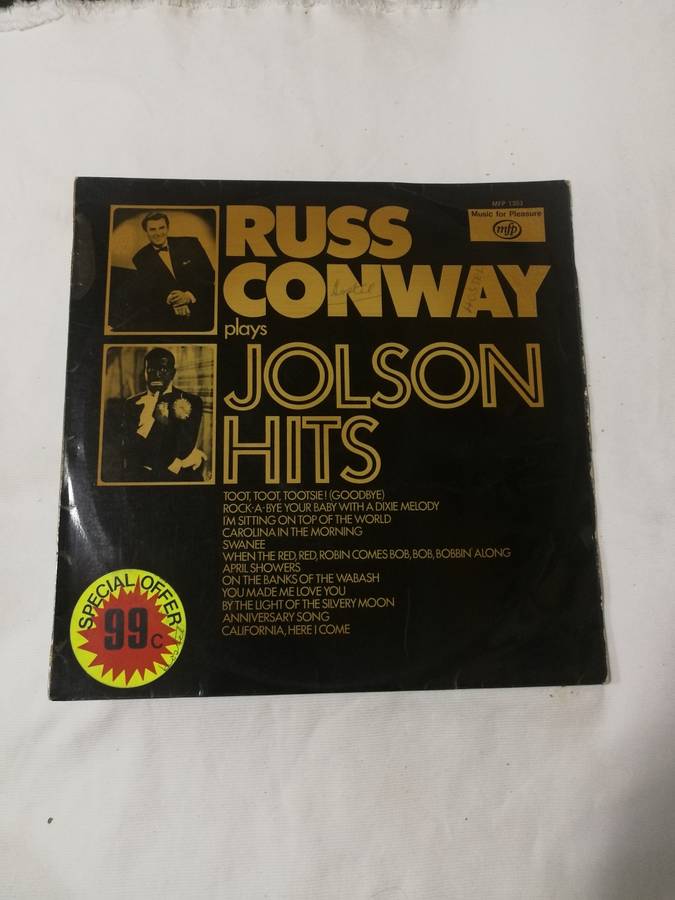 MFP 1353
Music for Pleasure
mfp
RUSS
CONWAY
plays
JOLSON
HITS
TOOT, TOOT, TOOTSIE! (GOODBYE)
ROCK-A-BYE YOUR BABY WITH A DIXIE MELODY
I'M SITTING ON TOP OF THE WORLD
CAROLINA IN THE MORNING
SWANEE
WHEN THE RED, RED, ROBIN COMES BOB, BOB, BOBBIN' ALONG
APRIL SHOWERS
ON THE BANKS OF THE WABASH
YOU MADE ME LOVE YOU
BY THE LIGHT OF THE SILVERY MOON
ANNIVERSARY SONG
CALIFORNIA, HERE I COME
SPECIAL OFFER
99c